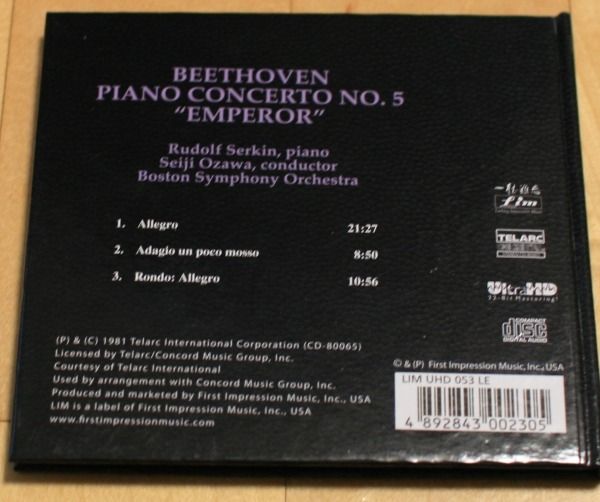 BEETHOVEN
PIANO CONCERTO NO. 5
"EMPEROR"
Rudolf Serkin, piano
Seiji Ozawa, conductor
Boston Symphony Orchestra
1. Allegro 21:27
2. Adagio un poco mosso 8:50
3. Rondo: Allegro 10:56
lim
TELARC
UltraHD
32-Bit Mastering
COMPACT
disc
DIGITAL AUDIO
(P) & (C) 1981 Telarc International Corporation (CD-80065)
Licensed by Telarc/Concord Music Group, Inc.
Courtesy of Telarc International
Used by arrangement with Concord Music Group, Inc.
Produced and marketed by First Impression Music, Inc., USA
LIM is a label of First Impression Music, Inc., USA
www.firstimpressionmusic.com
© & (P) First Impression Music, Inc., USA
LIM UHD 053 LE
4 892843 002305